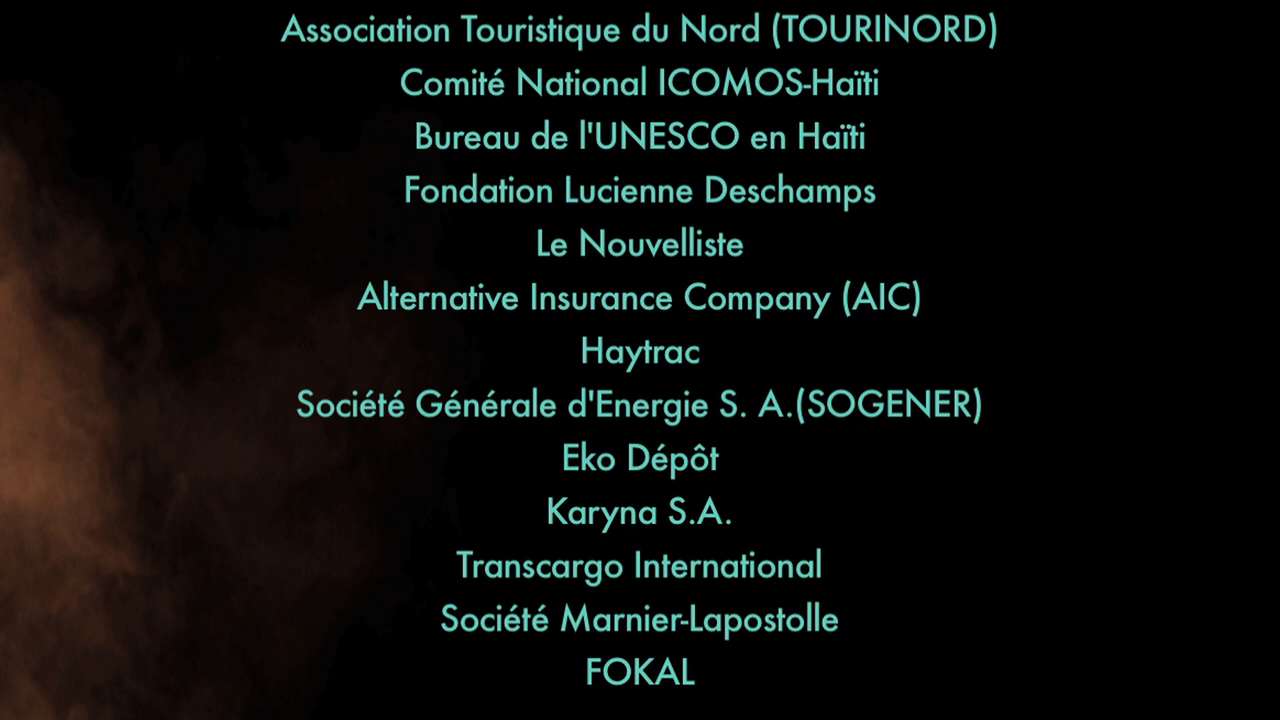 Association Touristique du Nord (TOURINORD)
Comité National ICOMOS-Haïti
Bureau de l'UNESCO en Haïti
Fondation Lucienne Deschamps
Le Nouvelliste
Alternative Insurance Company (AIC)
Haytrac
Société Générale d'Energie S. A.(SOGENER)
Eko Dépôt
Karyna S.A.
Transcargo International
Société Marnier-Lapostolle
FOKAL